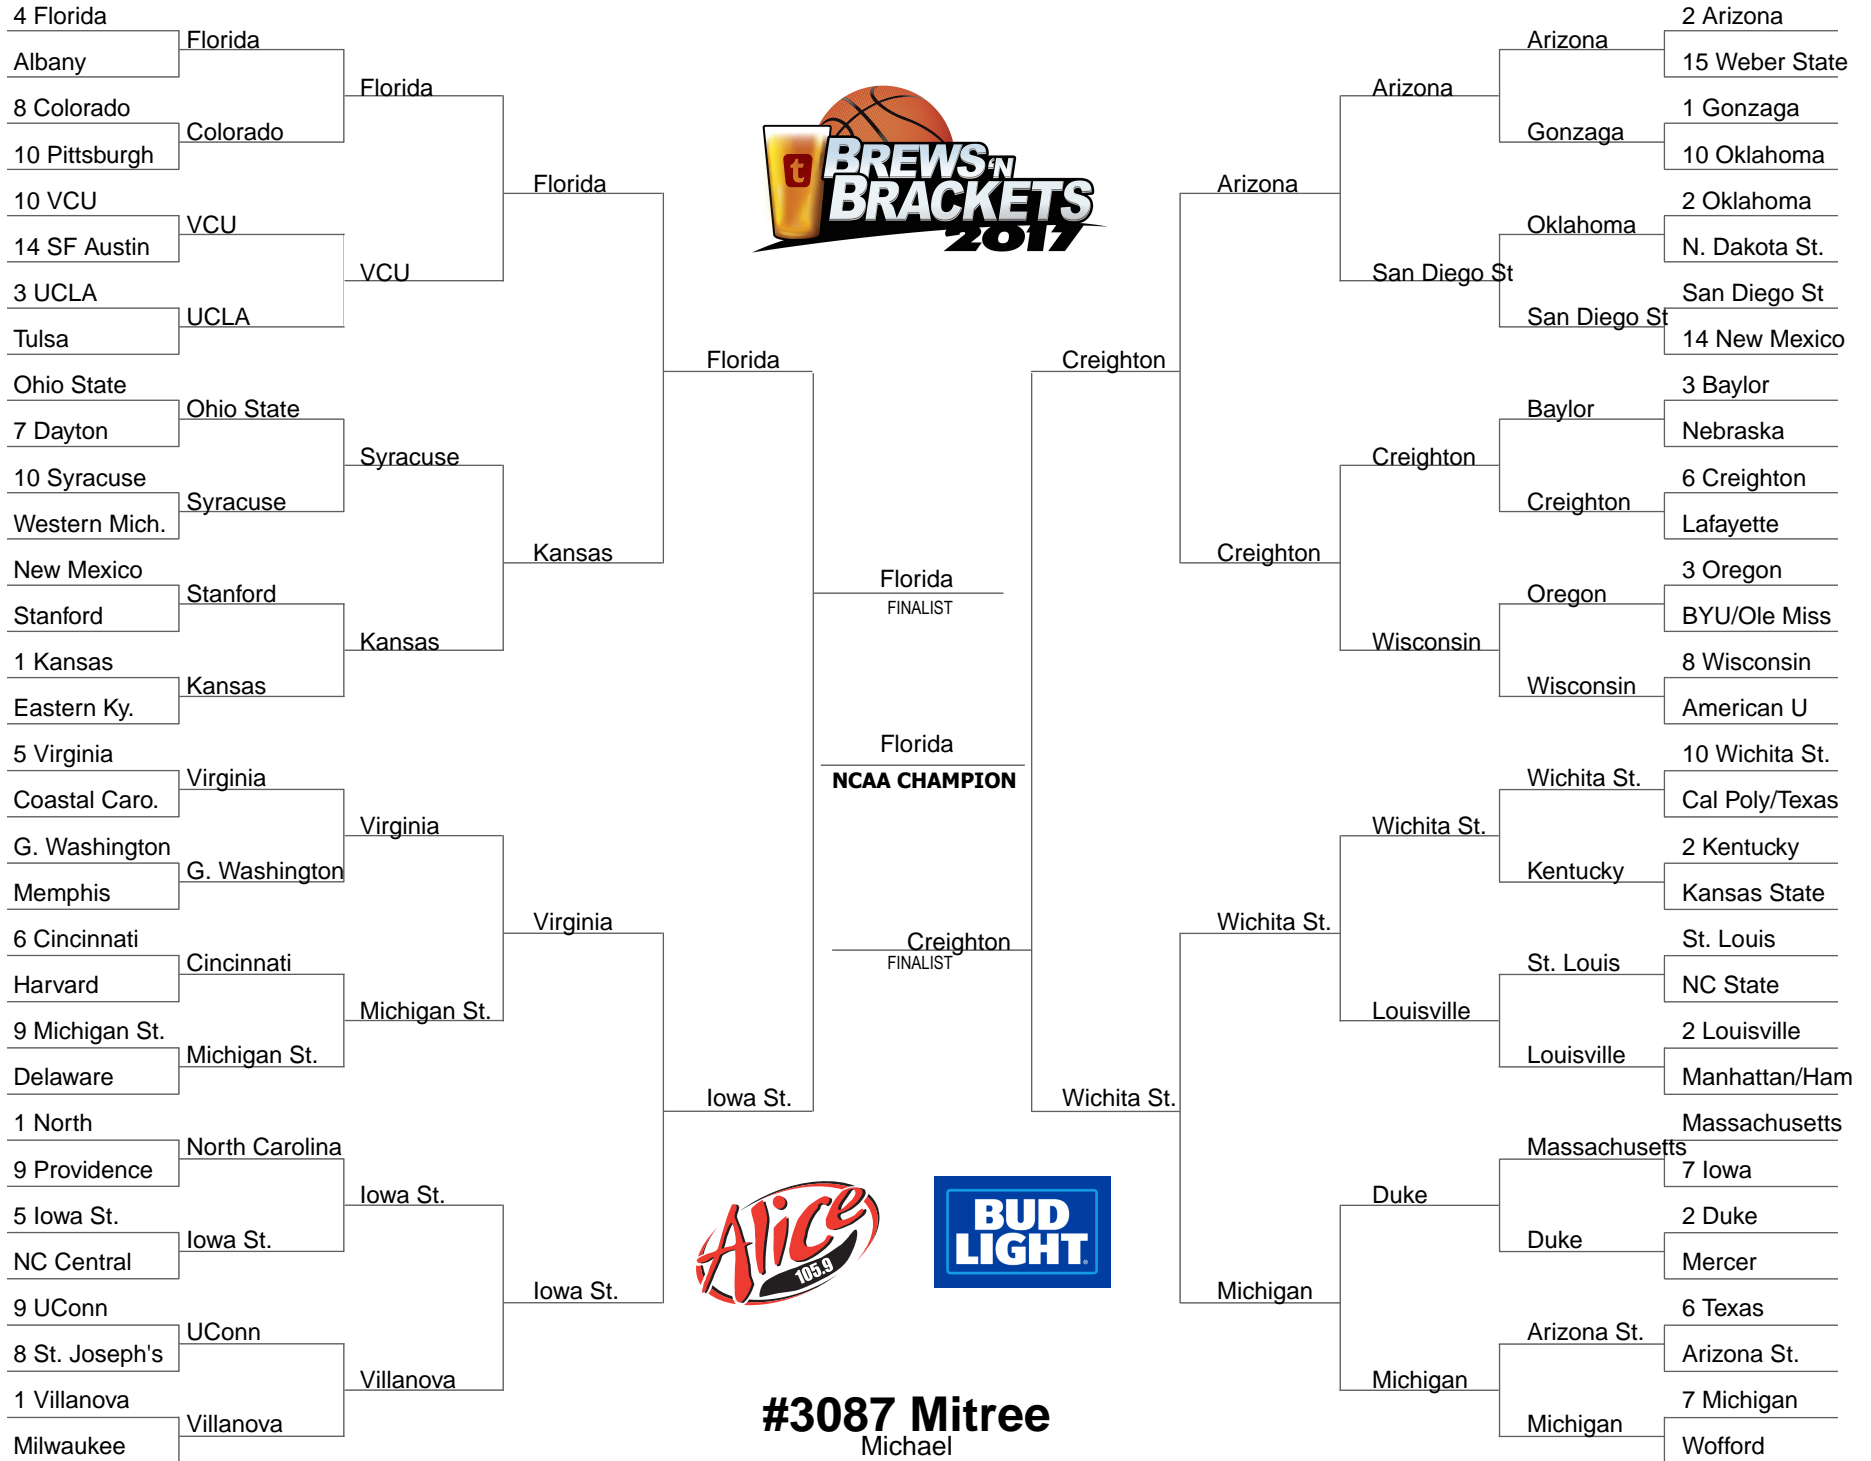 4 Florida
Albany
8 Colorado
10 Pittsburgh
10 VCU
14 SF Austin
3 UCLA
Tulsa
Ohio State
7 Dayton
10 Syracuse
Western Mich.
New Mexico
Stanford
1 Kansas
Eastern Ky.
5 Virginia
Coastal Caro.
G. Washington
Memphis
6 Cincinnati
Harvard
9 Michigan St.
Delaware
1 North
9 Providence
5 Iowa St.
NC Central
9 UConn
8 St. Joseph's
1 Villanova
Milwaukee
Florida
Colorado
VCU
UCLA
Ohio State
Syracuse
Stanford
Kansas
Virginia
G. Washington
Cincinnati
Michigan St.
North Carolina
Iowa St.
UConn
Villanova
Florida
VCU
Syracuse
Kansas
Virginia
Michigan St.
Iowa St.
Villanova
Florida
Kansas
Virginia
Iowa St.
Florida
Iowa St.
t
BREWS 'N
BRACKETS
2017
Florida
FINALIST
Florida
NCAA CHAMPION
Creighton
FINALIST
Alice
105.9
BUD
LIGHT
#3087 Mitree
Michael
Creighton
Wichita St.
Arizona
Creighton
Wichita St.
Michigan
Arizona
San Diego St
Creighton
Wisconsin
Wichita St.
Louisville
Duke
Michigan
Arizona
Gonzaga
Oklahoma
San Diego St
Baylor
Creighton
Oregon
Wisconsin
Wichita St.
Kentucky
St. Louis
Louisville
Massachusetts
Duke
Arizona St.
Michigan
2 Arizona
15 Weber State
1 Gonzaga
10 Oklahoma
2 Oklahoma
N. Dakota St.
San Diego St
14 New Mexico
3 Baylor
Nebraska
6 Creighton
Lafayette
3 Oregon
BYU/Ole Miss
8 Wisconsin
American U
10 Wichita St.
Cal Poly/Texas
2 Kentucky
Kansas State
St. Louis
NC State
2 Louisville
Manhattan/Ham
Massachusetts
7 Iowa
2 Duke
Mercer
6 Texas
Arizona St.
7 Michigan
Wofford